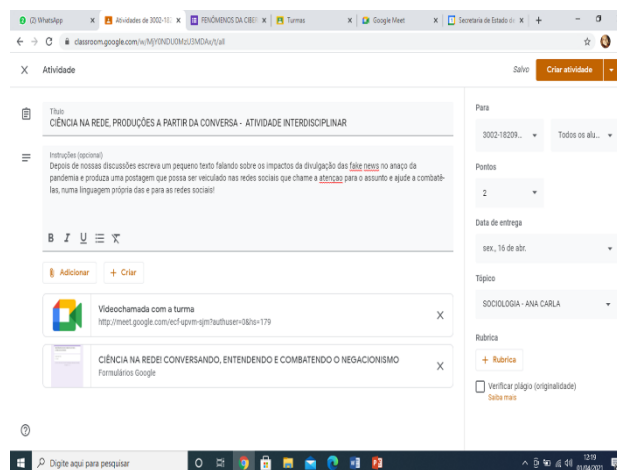 (2) WhatsApp
Atividades de 3002-182
FENÔMENOS DA CIBER
Turmas
Google Meet
Secretaria de Estado de
classroom.google.com/w/MjY0NDU0MzU3MDAx/t/all
Atividade
Salvo
Criar atividade
Título
CIÊNCIA NA REDE, PRODUÇÕES A PARTIR DA CONVERSA - ATIVIDADE INTERDISCIPLINAR
Instruções (opcional)
Depois de nossas discussões escreva um pequeno texto falando sobre os impactos da divulgação das fake news no anaço da
pandemia e produza uma postagem que possa ser veiculado nas redes sociais que chame a atençao para o assunto e ajude a combatê-
las, numa linguagem própria das e para as redes sociais!
B I U
Adicionar
+ Criar
Videochamada com a turma
http://meet.google.com/ecf-upvm-sjm?authuser=0&hs=179
CIÊNCIA NA REDE! CONVERSANDO, ENTENDENDO E COMBATENDO O NEGACIONISMO
Formulários Google
Para
3002-18209...
Todos os alu...
Pontos
2
Data de entrega
sex., 16 de abr.
Tópico
SOCIOLOGIA - ANA CARLA
Rubrica
+ Rubrica
Verificar plágio (originalidade)
Saiba mais
Digite aqui para pesquisar
12:19
01/04/2021